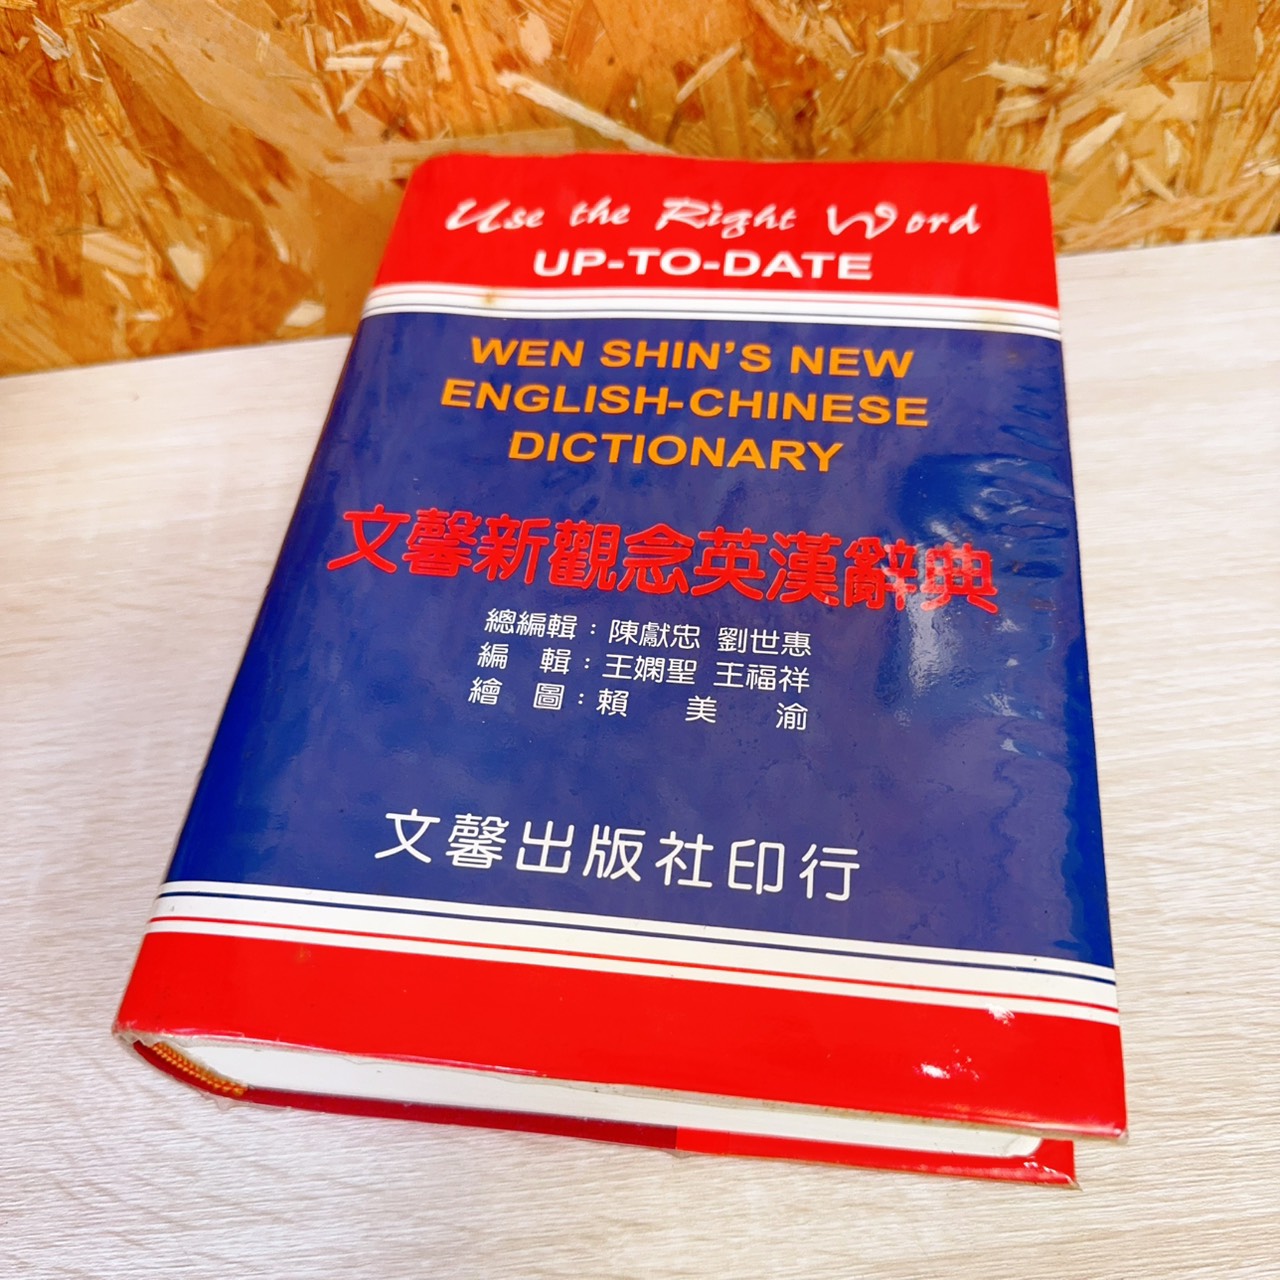 Use the Right Word
UP-TO-DATE
WEN SHIN'S NEW
ENGLISH-CHINESE
DICTIONARY
文馨新觀念英漢辭典
總編輯：陳獻忠 劉世惠
編 輯：王嫻聖 王福祥
繪 圖：賴 美 渝
文馨出版社印行